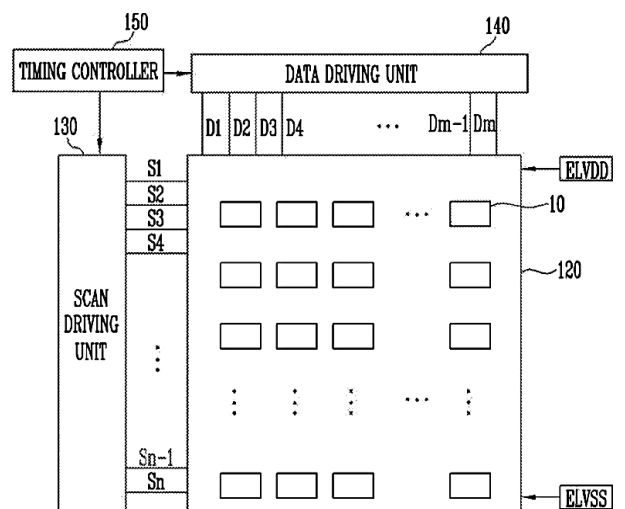 150
140
TIMING CONTROLLER
DATA DRIVING UNIT
130
D1 D2 D3 D4 ... Dm-1 Dm
S1
ELVDD
S2
10
S3
S4
120
SCAN
DRIVING
UNIT
Sn-1
Sn
ELVSS